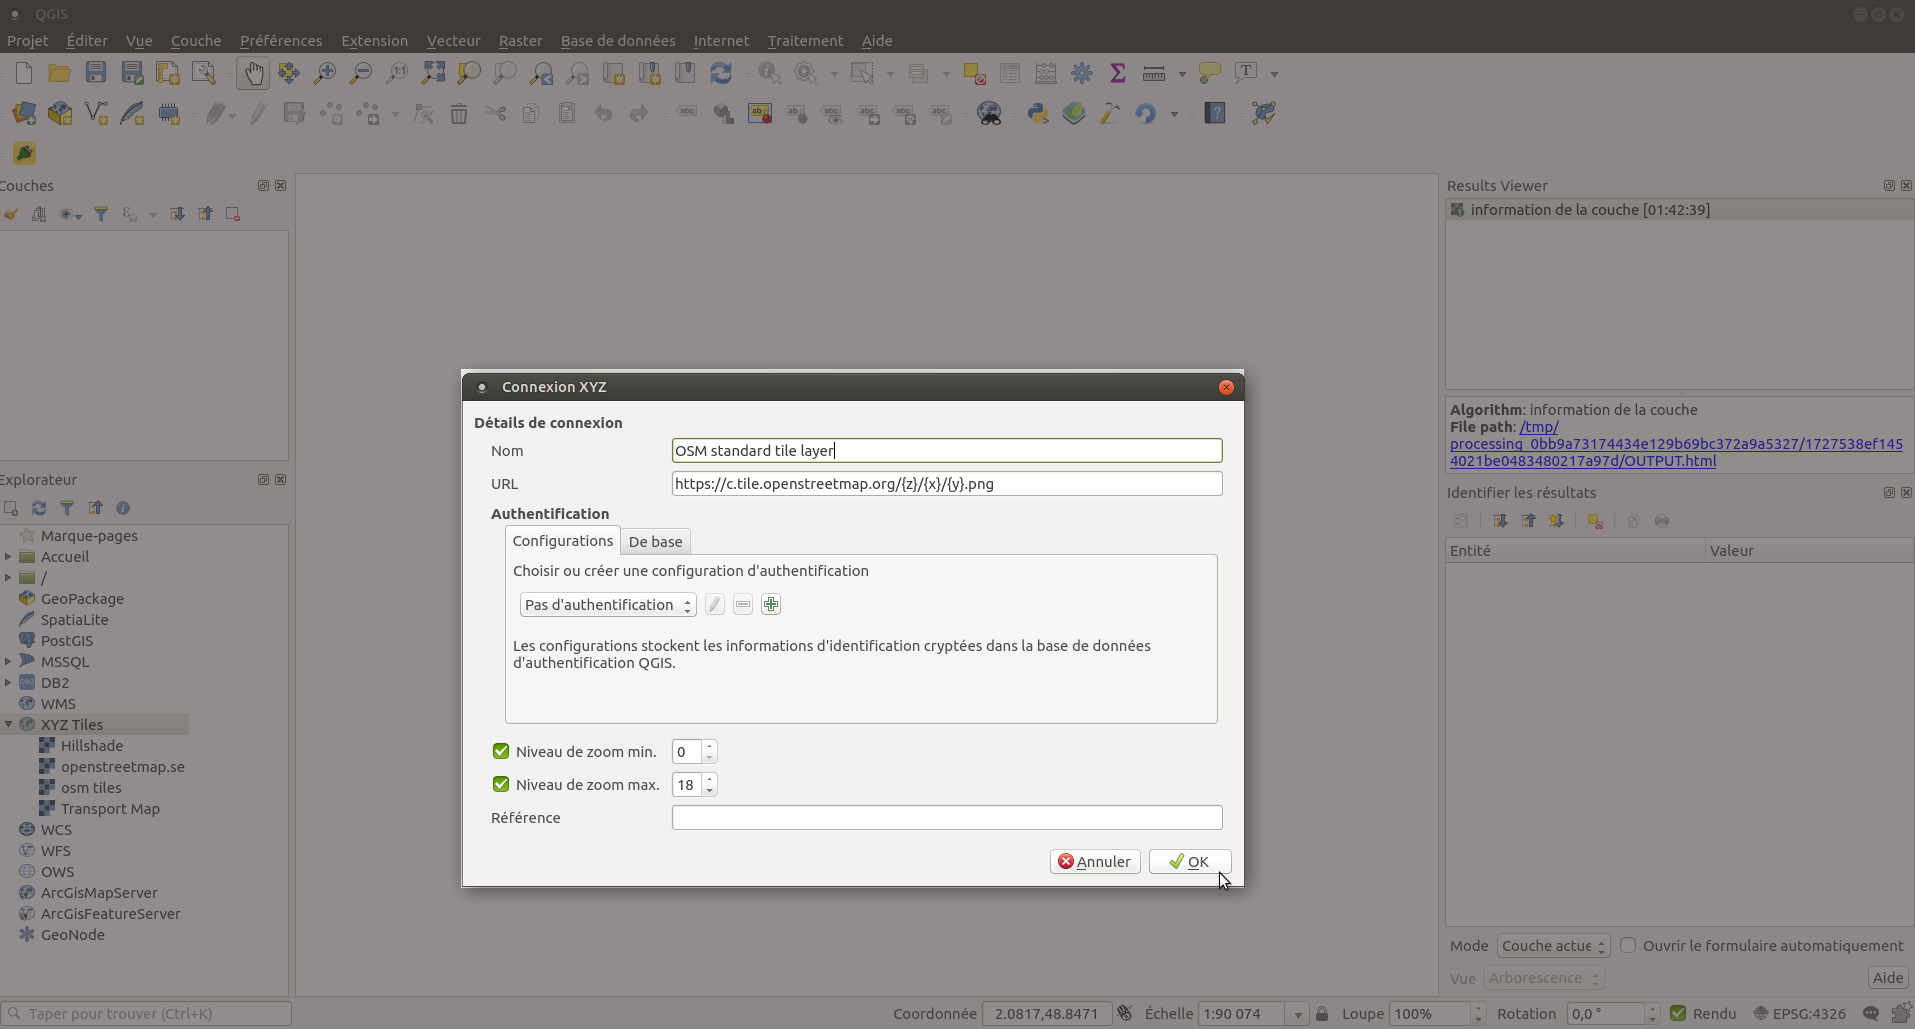 QGIS
Projet Éditer Vue Couche Préférences Extension Vecteur Raster Base de données Internet Traitement Aide
Couches
Results Viewer
information de la couche [01:42:39]
Algorithm: information de la couche
File path: /tmp/
processing_0bb9a73174434e129b69bc372a9a5327/1727538ef145
4021be0483480217a97d/OUTPUT.html
Identifier les résultats
Entité Valeur
Mode Couche actue Ouvrir le formulaire automatiquement
Vue Arborescence Aide
Explorateur
Marque-pages
Accueil
/
GeoPackage
SpatiaLite
PostGIS
MSSQL
DB2
WMS
XYZ Tiles
Hillshade
openstreetmap.se
osm tiles
Transport Map
WCS
WFS
OWS
ArcGisMapServer
ArcGisFeatureServer
GeoNode
Connexion XYZ
Détails de connexion
Nom OSM standard tile layer
URL https://c.tile.openstreetmap.org/{z}/{x}/{y}.png
Authentification
Configurations De base
Choisir ou créer une configuration d'authentification
Pas d'authentification
Les configurations stockent les informations d'identification cryptées dans la base de données
d'authentification QGIS.
Niveau de zoom min. 0
Niveau de zoom max. 18
Référence
Annuler OK
Taper pour trouver (Ctrl+K) Coordonnée 2.0817,48.8471 Échelle 1:90 074 Loupe 100% Rotation 0,0 ° Rendu EPSG:4326